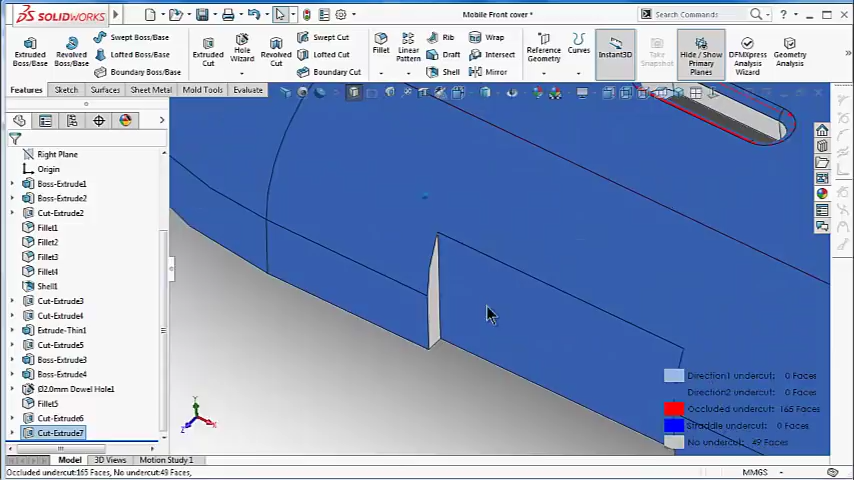 SOLIDWORKS
Mobile Front cover *
Search Commands
?
Extruded Boss/Base
Revolved Boss/Base
Swept Boss/Base
Lofted Boss/Base
Boundary Boss/Base
Extruded Cut
Hole Wizard
Revolved Cut
Swept Cut
Lofted Cut
Boundary Cut
Fillet
Linear Pattern
Rib
Draft
Shell
Wrap
Intersect
Mirror
Reference Geometry
Curves
Instant3D
Take Snapshot
Hide / Show Primary Planes
DFMXpress Analysis Wizard
Geometry Analysis
Features
Sketch
Surfaces
Sheet Metal
Mold Tools
Evaluate
Right Plane
Origin
Boss-Extrude1
Boss-Extrude2
Cut-Extrude2
Fillet1
Fillet2
Fillet3
Fillet4
Shell1
Cut-Extrude3
Cut-Extrude4
Extrude-Thin1
Cut-Extrude5
Boss-Extrude3
Boss-Extrude4
Ø2.0mm Dowel Hole1
Fillet5
Cut-Extrude6
Cut-Extrude7
Direction1 undercut: 0 Faces
Direction2 undercut: 0 Faces
Occluded undercut: 165 Faces
Straddle undercut: 0 Faces
No undercut: 49 Faces
Y
X
Z
Model
3D Views
Motion Study 1
Occluded undercut:165 Faces, No undercut:49 Faces,
MMGS